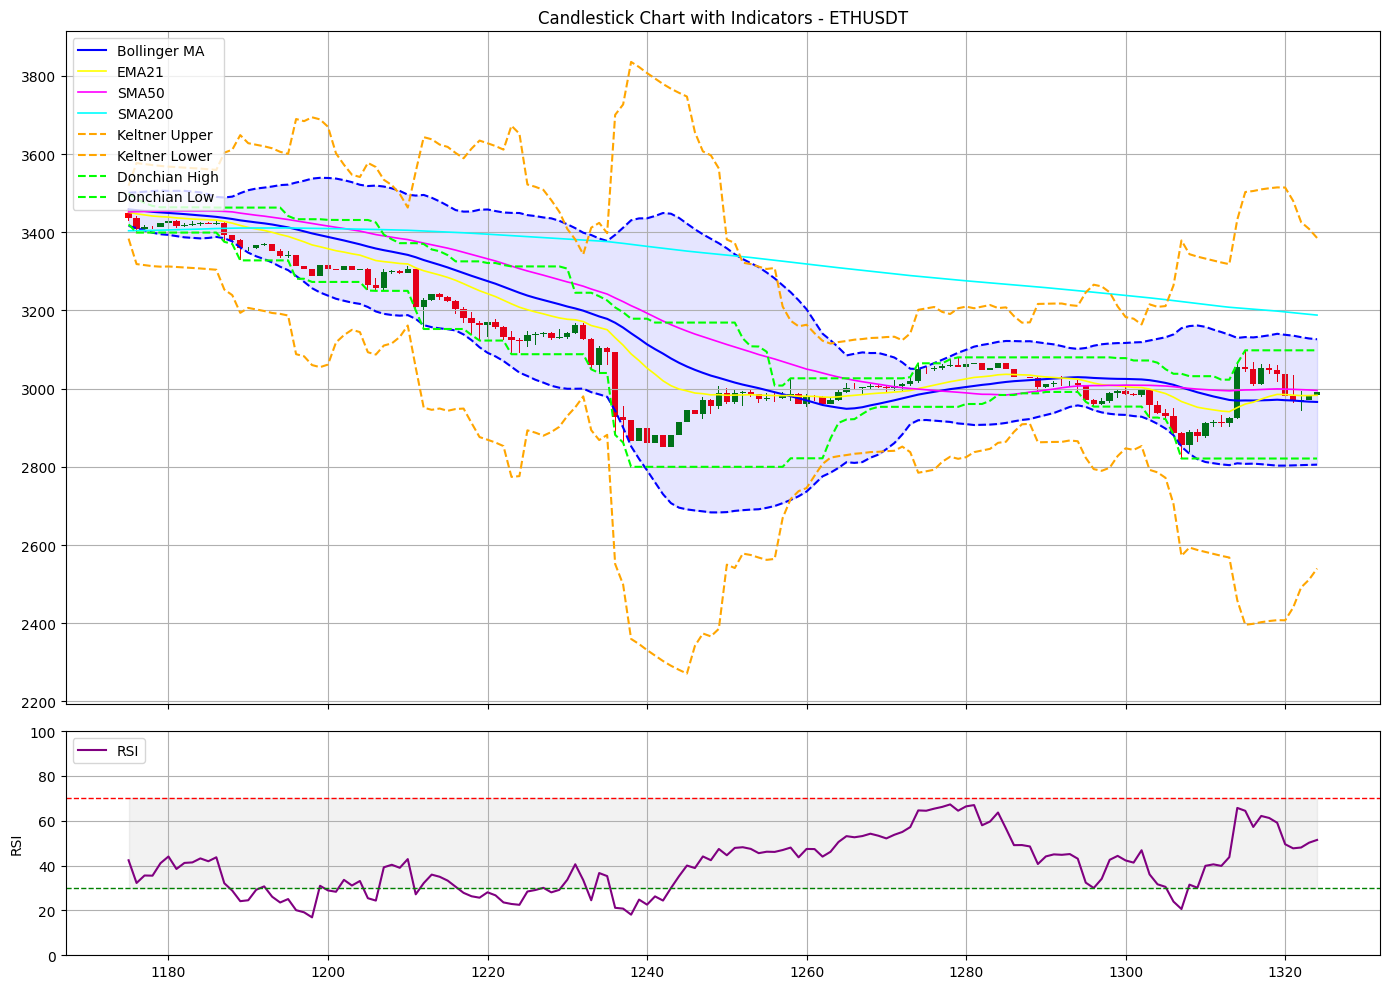 Candlestick Chart with Indicators - ETHUSDT
Bollinger MA
EMA21
SMA50
SMA200
Keltner Upper
Keltner Lower
Donchian High
Donchian Low
3800
3600
3400
3200
3000
2800
2600
2400
2200
RSI
RSI
100
80
60
40
20
0
1180
1200
1220
1240
1260
1280
1300
1320